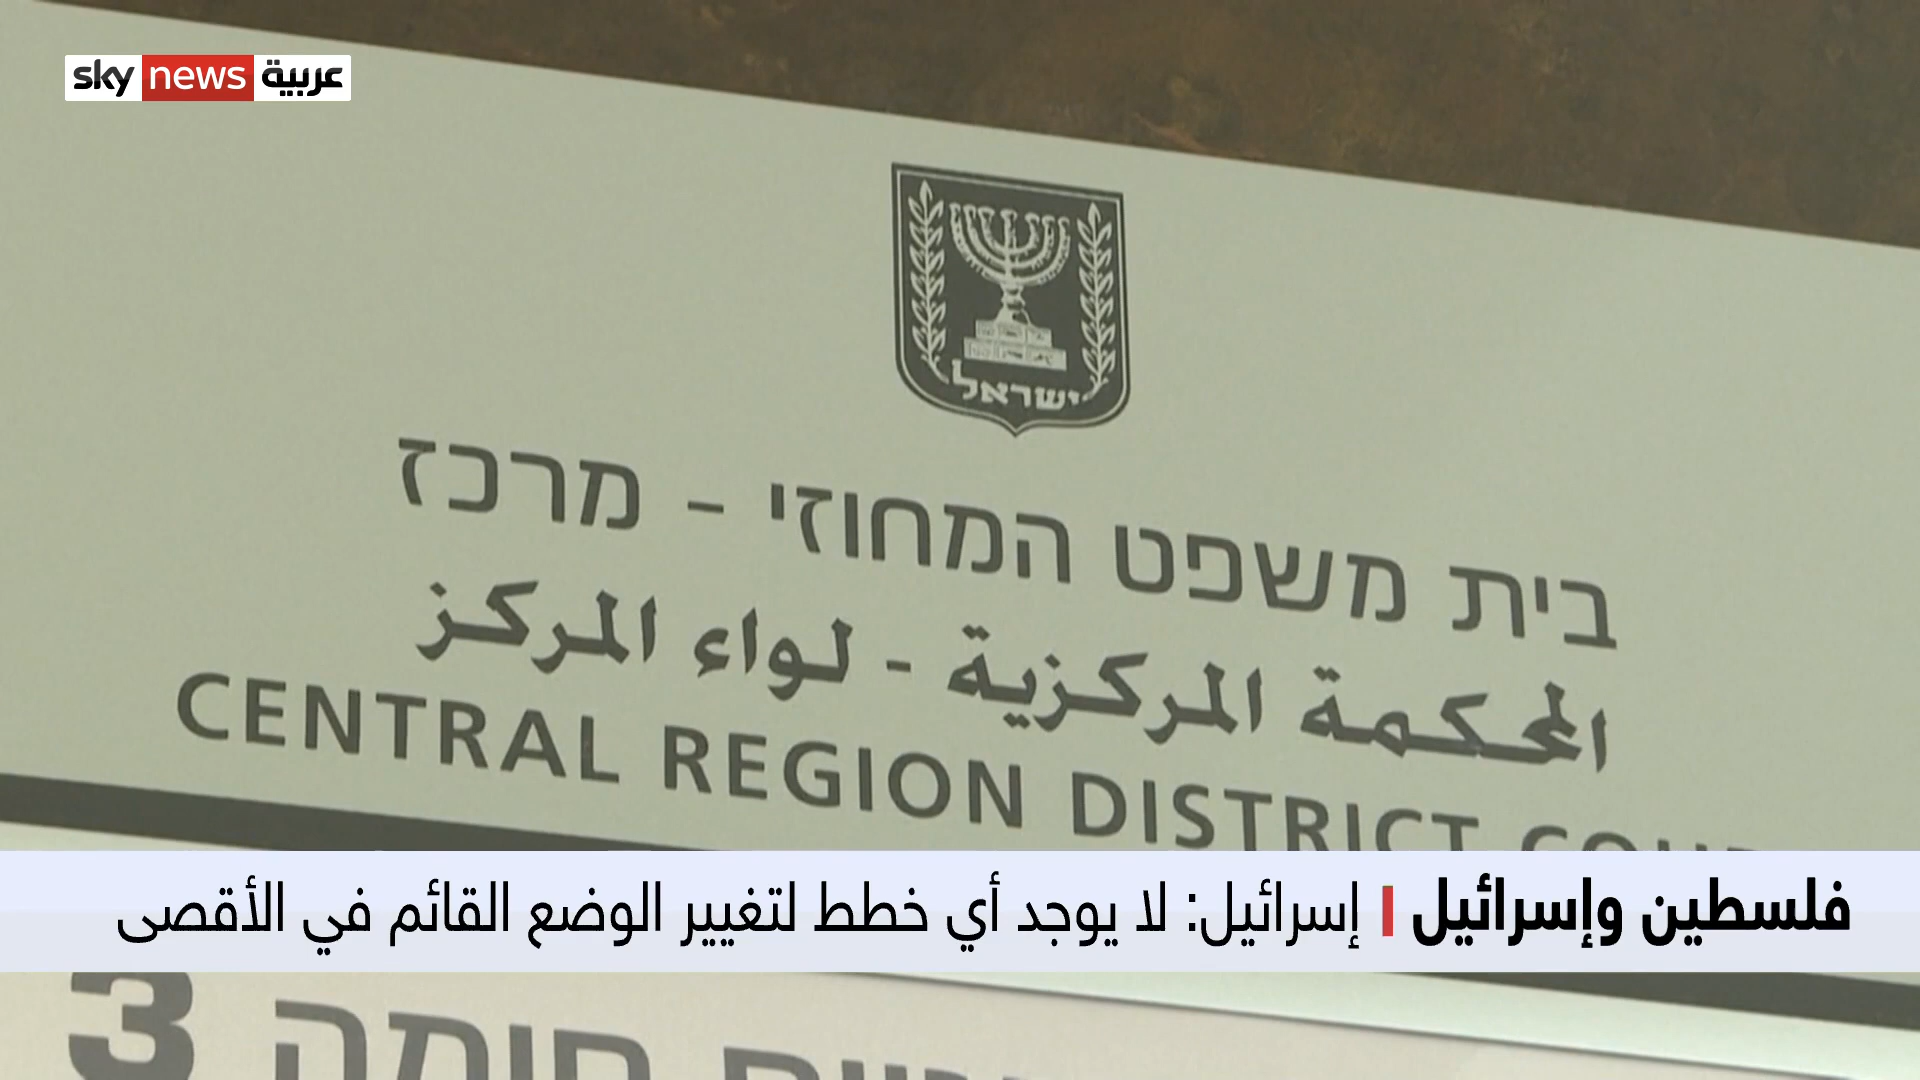 sky news عربية
ישראל
בית משפט המחוזי - מרכז
المحكمة المركزية - لواء المركز
CENTRAL REGION DISTRICT
فلسطين وإسرائيل | إسرائيل: لا يوجد أي خطط لتغيير الوضع القائم في الأقصى
חומה 3